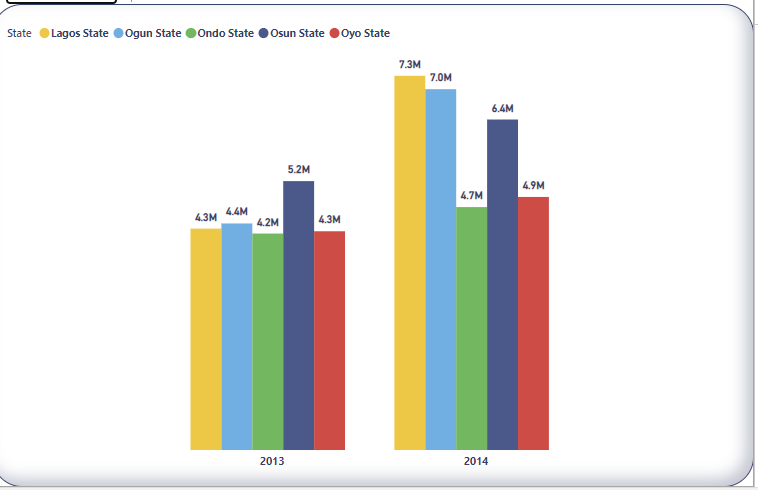 State Lagos State Ogun State Ondo State Osun State Oyo State
7.3M
7.0M
6.4M
5.2M
4.9M
4.7M
4.3M
4.4M
4.2M
4.3M
2013
2014